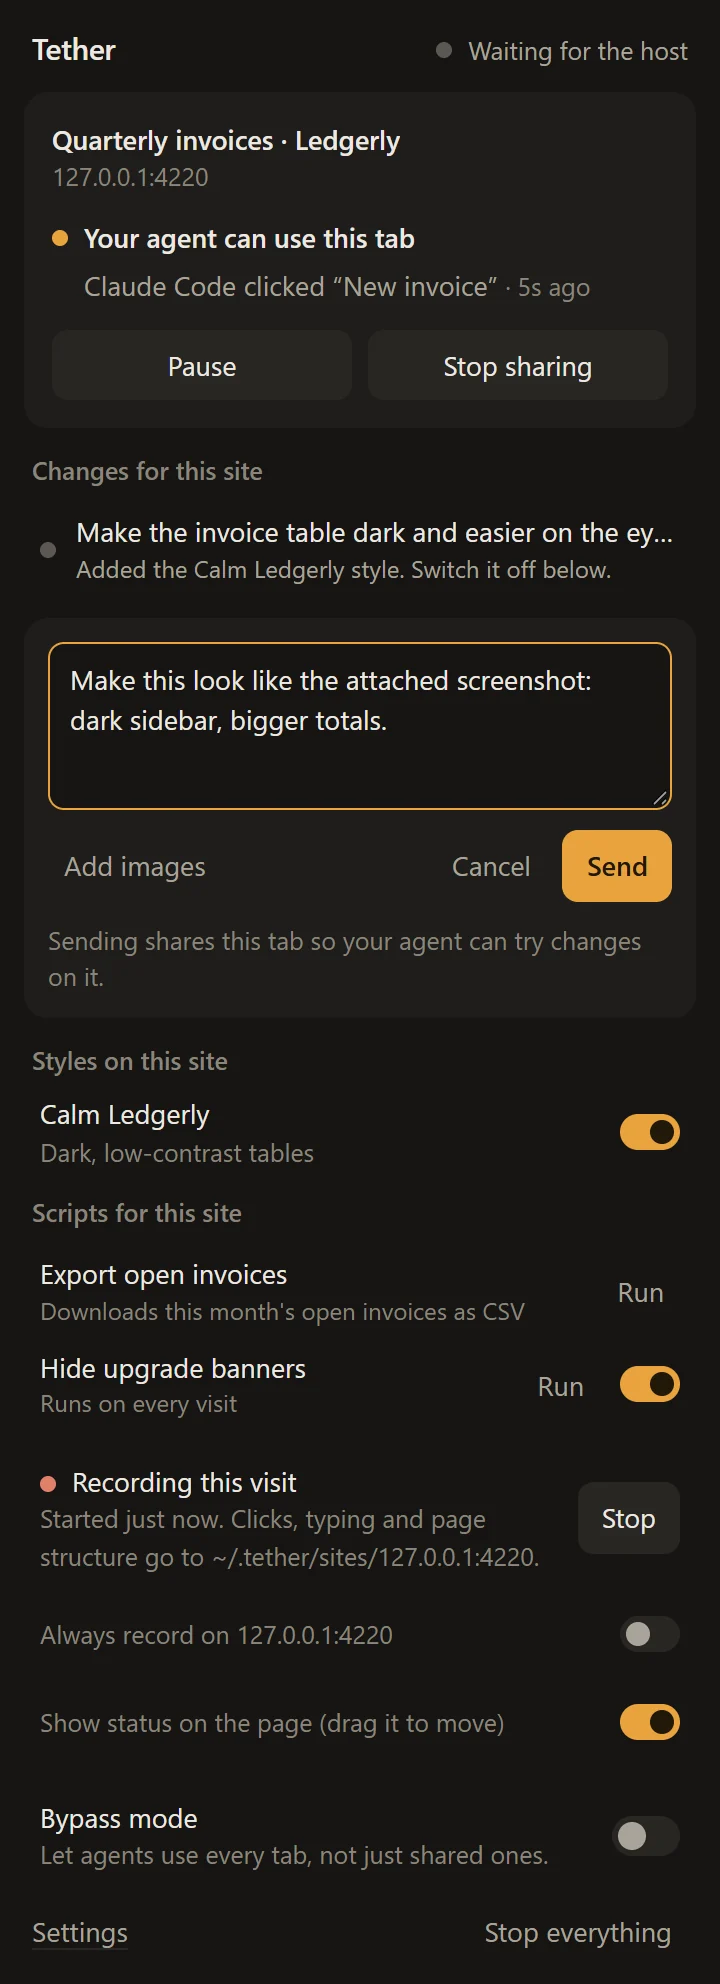 Tether
Waiting for the host
Quarterly invoices · Ledgerly
127.0.0.1:4220
Your agent can use this tab
Claude Code clicked “New invoice” · 5s ago
Pause
Stop sharing
Changes for this site
Make the invoice table dark and easier on the ey...
Added the Calm Ledgerly style. Switch it off below.
Make this look like the attached screenshot:
dark sidebar, bigger totals.
Add images
Cancel
Send
Sending shares this tab so your agent can try changes
on it.
Styles on this site
Calm Ledgerly
Dark, low-contrast tables
Scripts for this site
Export open invoices
Downloads this month's open invoices as CSV
Run
Hide upgrade banners
Runs on every visit
Run
Recording this visit
Started just now. Clicks, typing and page
structure go to ~/.tether/sites/127.0.0.1:4220.
Stop
Always record on 127.0.0.1:4220
Show status on the page (drag it to move)
Bypass mode
Let agents use every tab, not just shared ones.
Settings
Stop everything